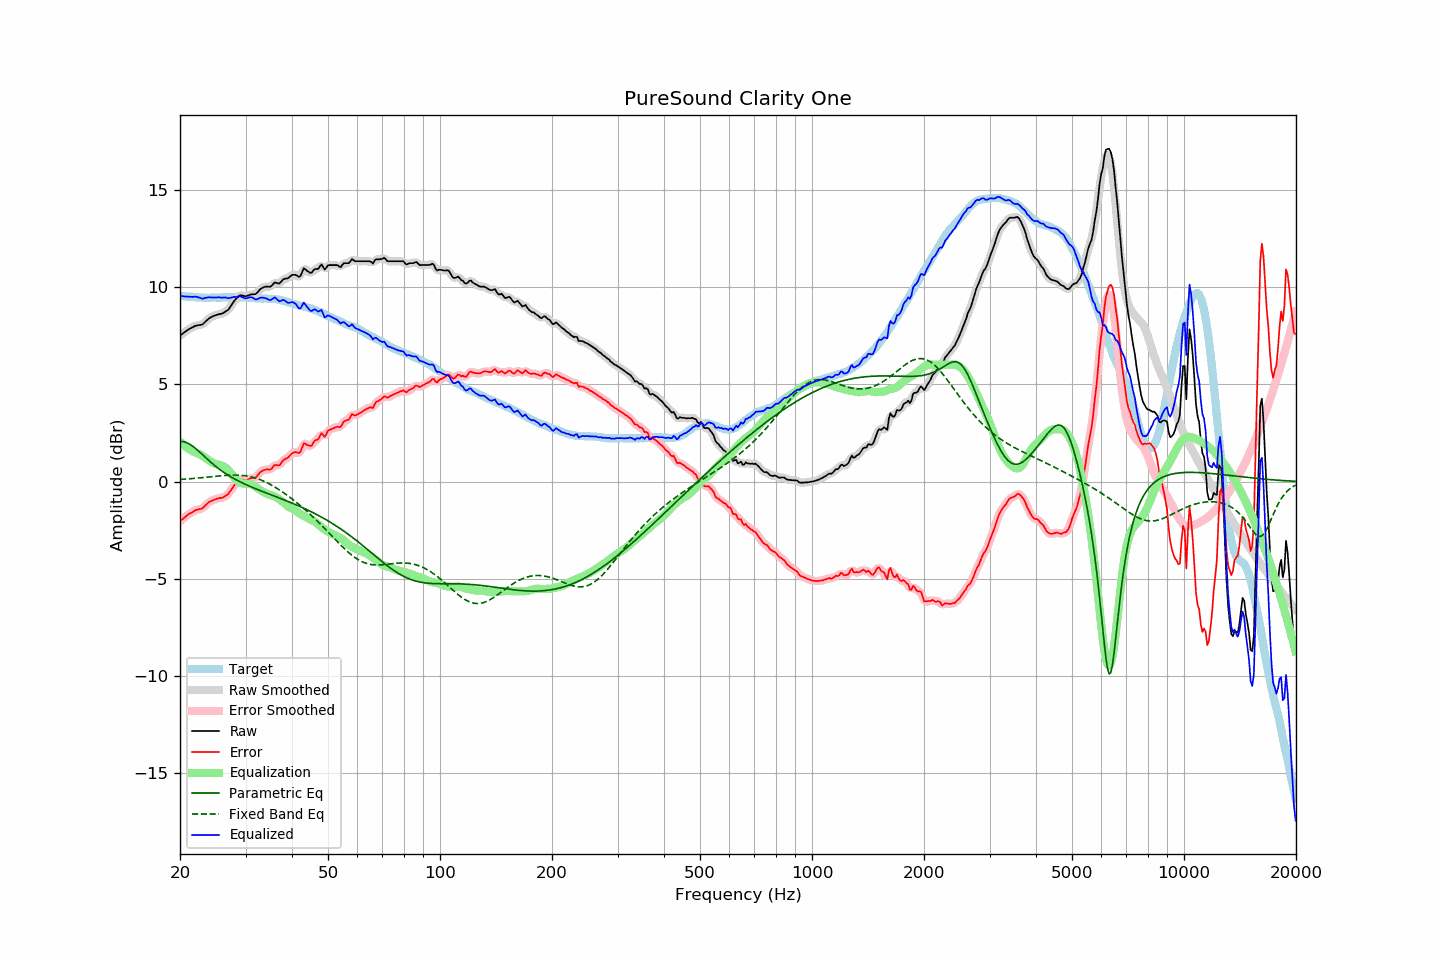 PureSound Clarity One
Amplitude (dBr)
15
10
5
0
−5
−10
−15
Target
Raw Smoothed
Error Smoothed
Raw
Error
Equalization
Parametric Eq
Fixed Band Eq
Equalized
20
50
100
200
500
1000
2000
5000
10000
20000
Frequency (Hz)